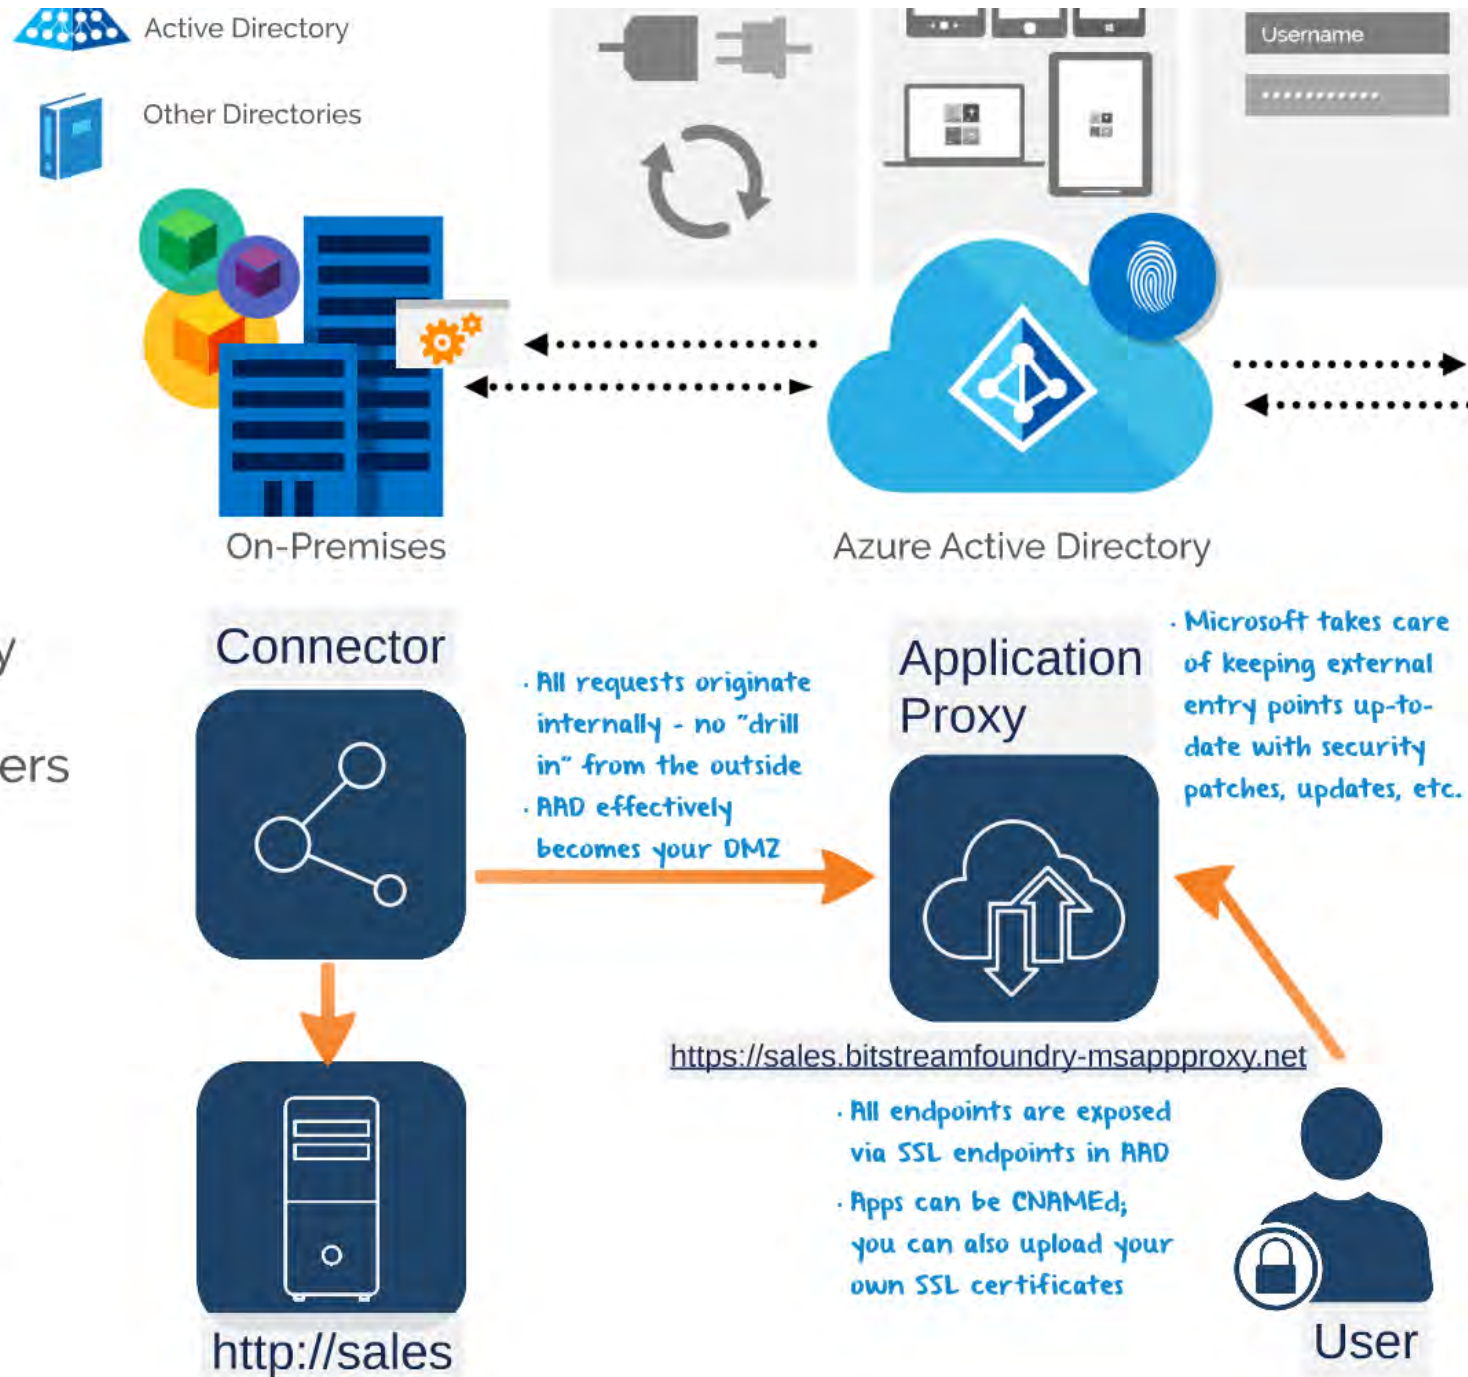 Active Directory
Other Directories
Username
On-Premises
Azure Active Directory
y
ers
Connector
· All requests originate
internally - no "drill
in" from the outside
· AAD effectively
becomes your DMZ
Application
Proxy
· Microsoft takes care
of keeping external
entry points up-to-
date with security
patches, updates, etc.
https://sales.bitstreamfoundry-msappproxy.net
· All endpoints are exposed
via SSL endpoints in AAD
· Apps can be CNAMEd;
you can also upload your
own SSL certificates
http://sales
User